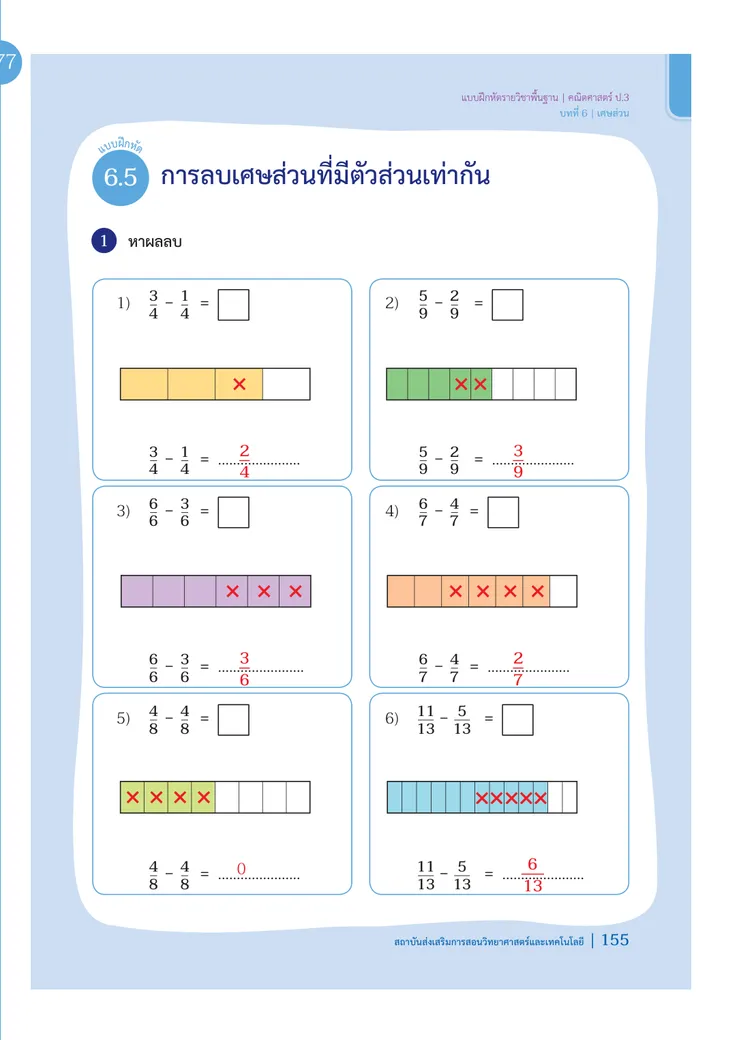 77
แบบฝึกหัดรายวิชาพื้นฐาน | คณิตศาสตร์ ป.3
บทที่ 6 | เศษส่วน
แบบฝึกหัด
6.5 การลบเศษส่วนที่มีตัวส่วนเท่ากัน
1 หาผลลบ
1) 3/4 - 1/4 =
2) 5/9 - 2/9 =
3/4 - 1/4 = 2/4
5/9 - 2/9 = 3/9
3) 6/6 - 3/6 =
4) 6/7 - 4/7 =
6/6 - 3/6 = 3/6
6/7 - 4/7 = 2/7
5) 4/8 - 4/8 =
6) 11/13 - 5/13 =
4/8 - 4/8 = 0
11/13 - 5/13 = 6/13
สถาบันส่งเสริมการสอนวิทยาศาสตร์และเทคโนโลยี | 155